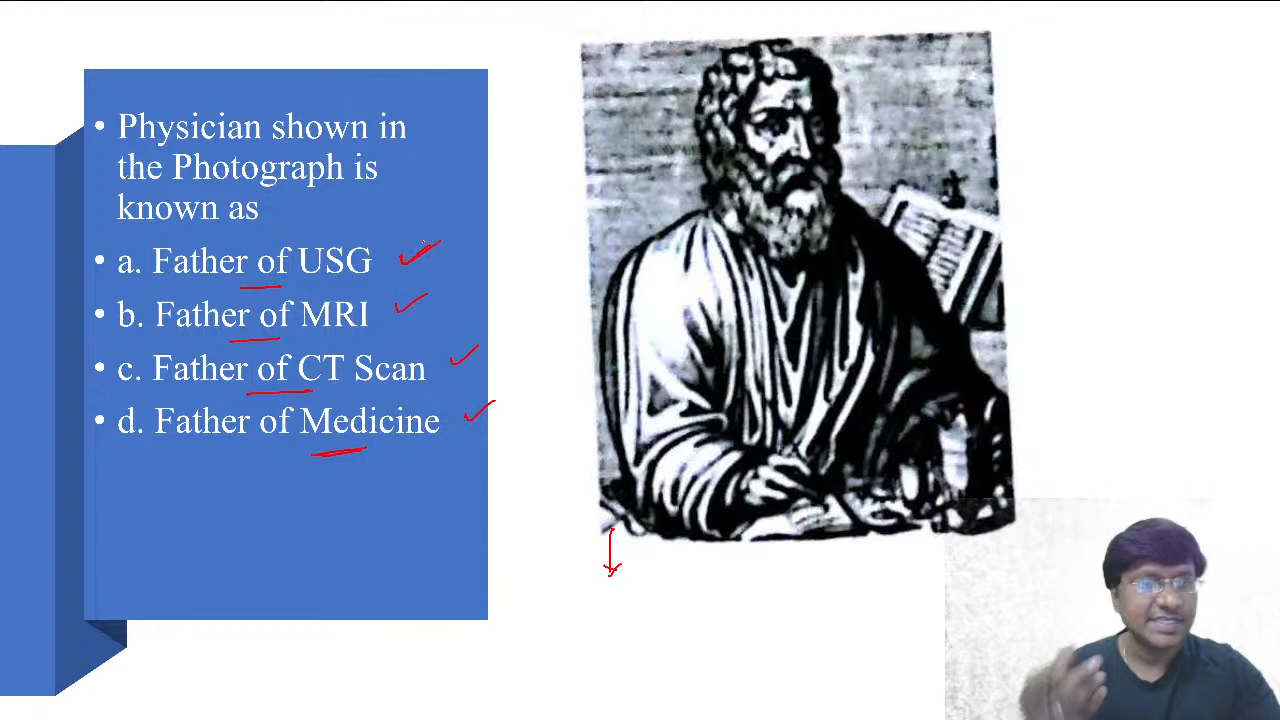 • Physician shown in
the Photograph is
known as
• a. Father of USG
• b. Father of MRI
• c. Father of CT Scan
• d. Father of Medicine